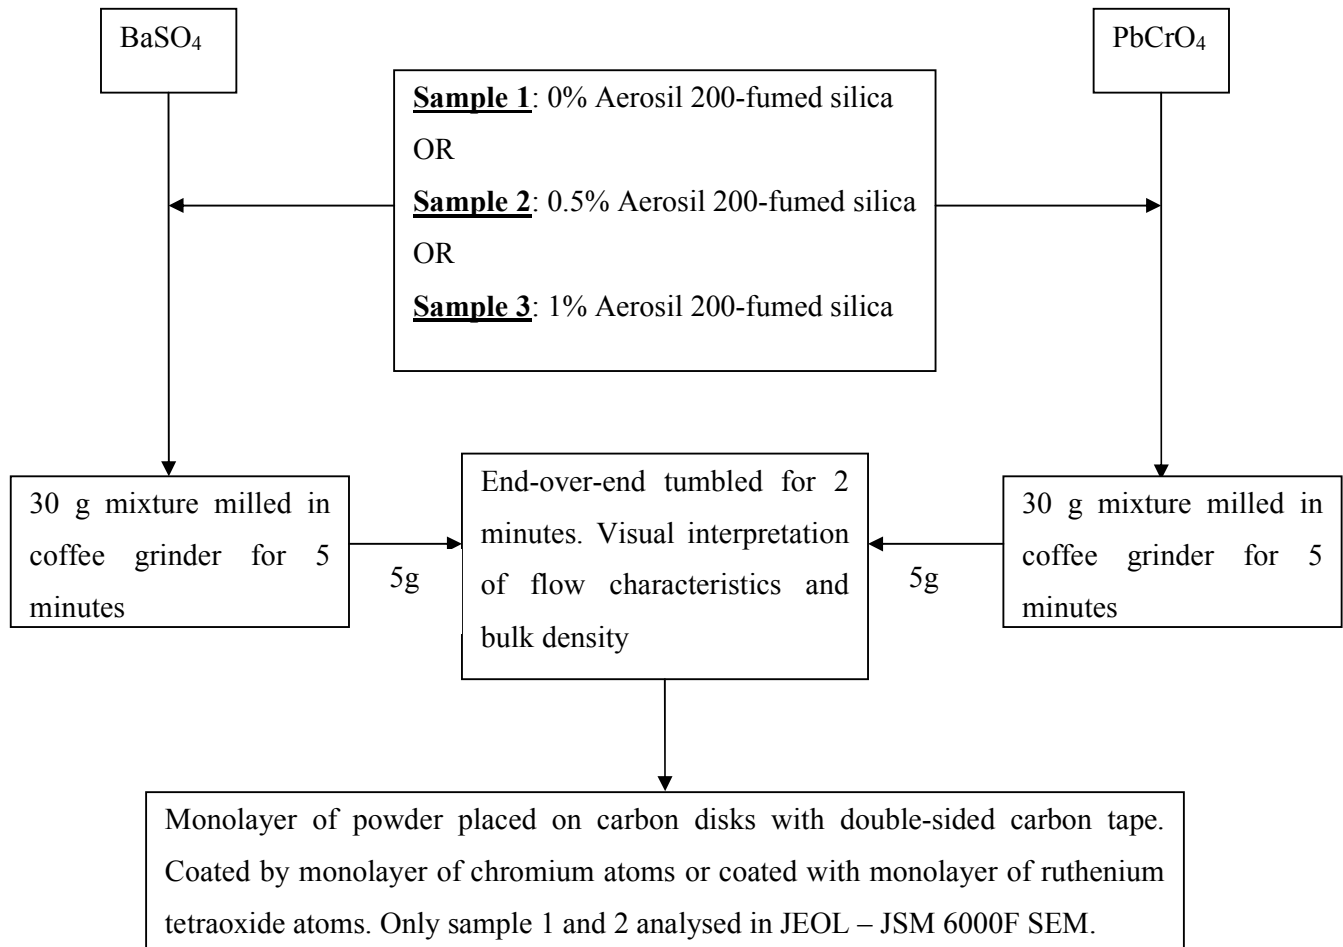 BaSO₄
PbCrO₄
Sample 1: 0% Aerosil 200-fumed silica
OR
Sample 2: 0.5% Aerosil 200-fumed silica
OR
Sample 3: 1% Aerosil 200-fumed silica
30 g mixture milled in
coffee grinder for 5
minutes
5g
End-over-end tumbled for 2
minutes. Visual interpretation
of flow characteristics and
bulk density
5g
30 g mixture milled in
coffee grinder for 5
minutes
Monolayer of powder placed on carbon disks with double-sided carbon tape.
Coated by monolayer of chromium atoms or coated with monolayer of ruthenium
tetraoxide atoms. Only sample 1 and 2 analysed in JEOL – JSM 6000F SEM.